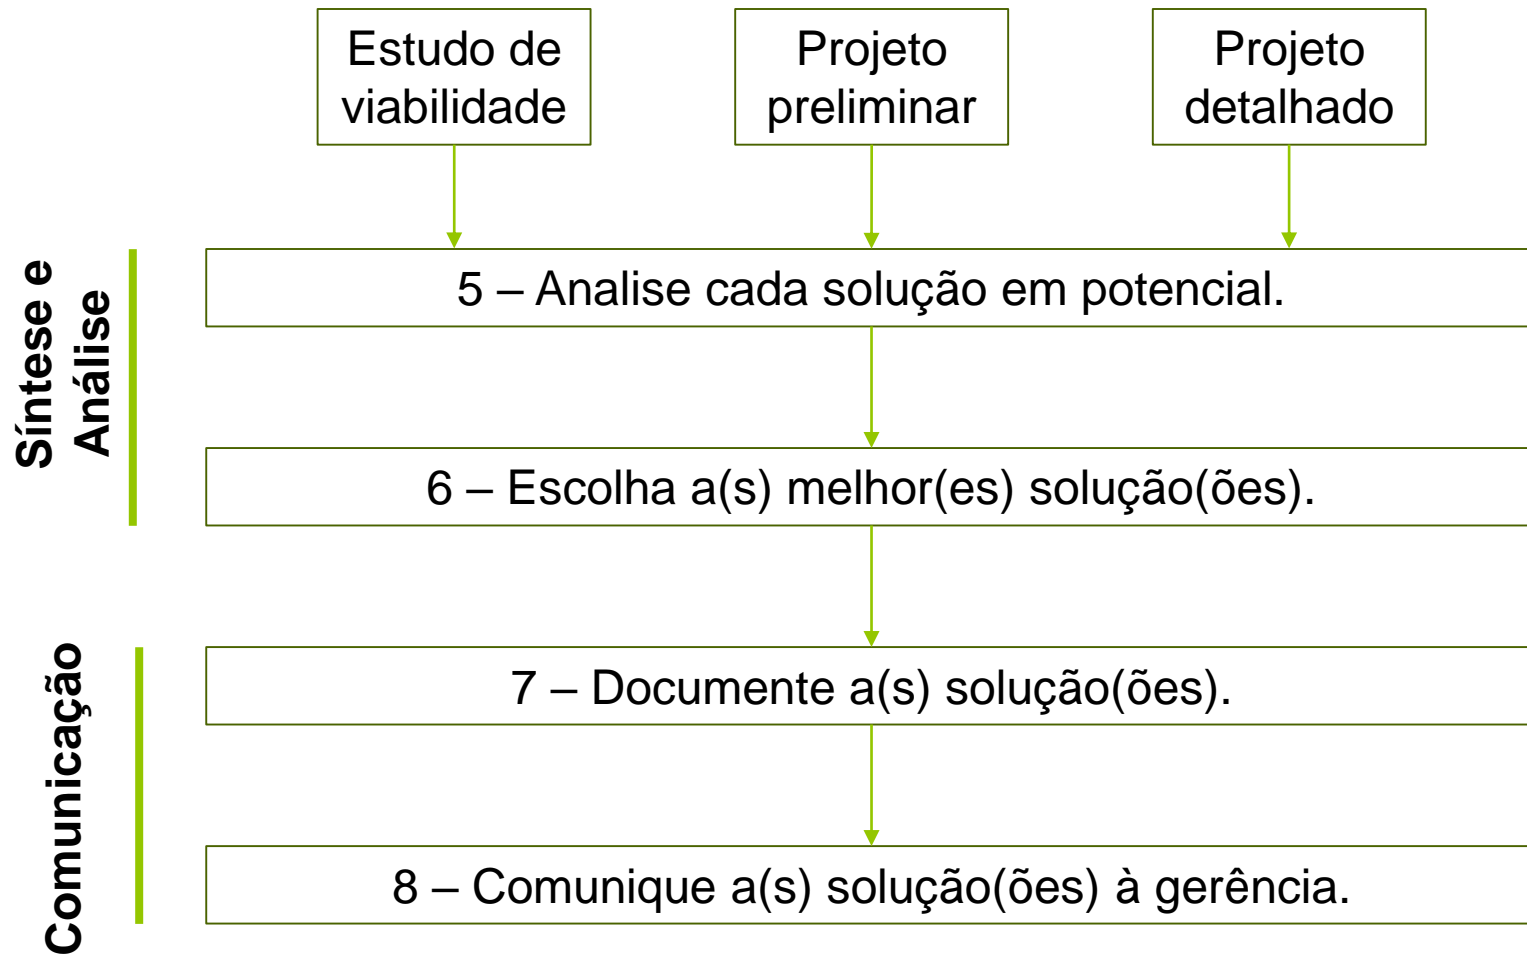 Estudo de
viabilidade
Projeto
preliminar
Projeto
detalhado
Síntese e
Análise
5 – Analise cada solução em potencial.
6 – Escolha a(s) melhor(es) solução(ões).
Comunicação
7 – Documente a(s) solução(ões).
8 – Comunique a(s) solução(ões) à gerência.